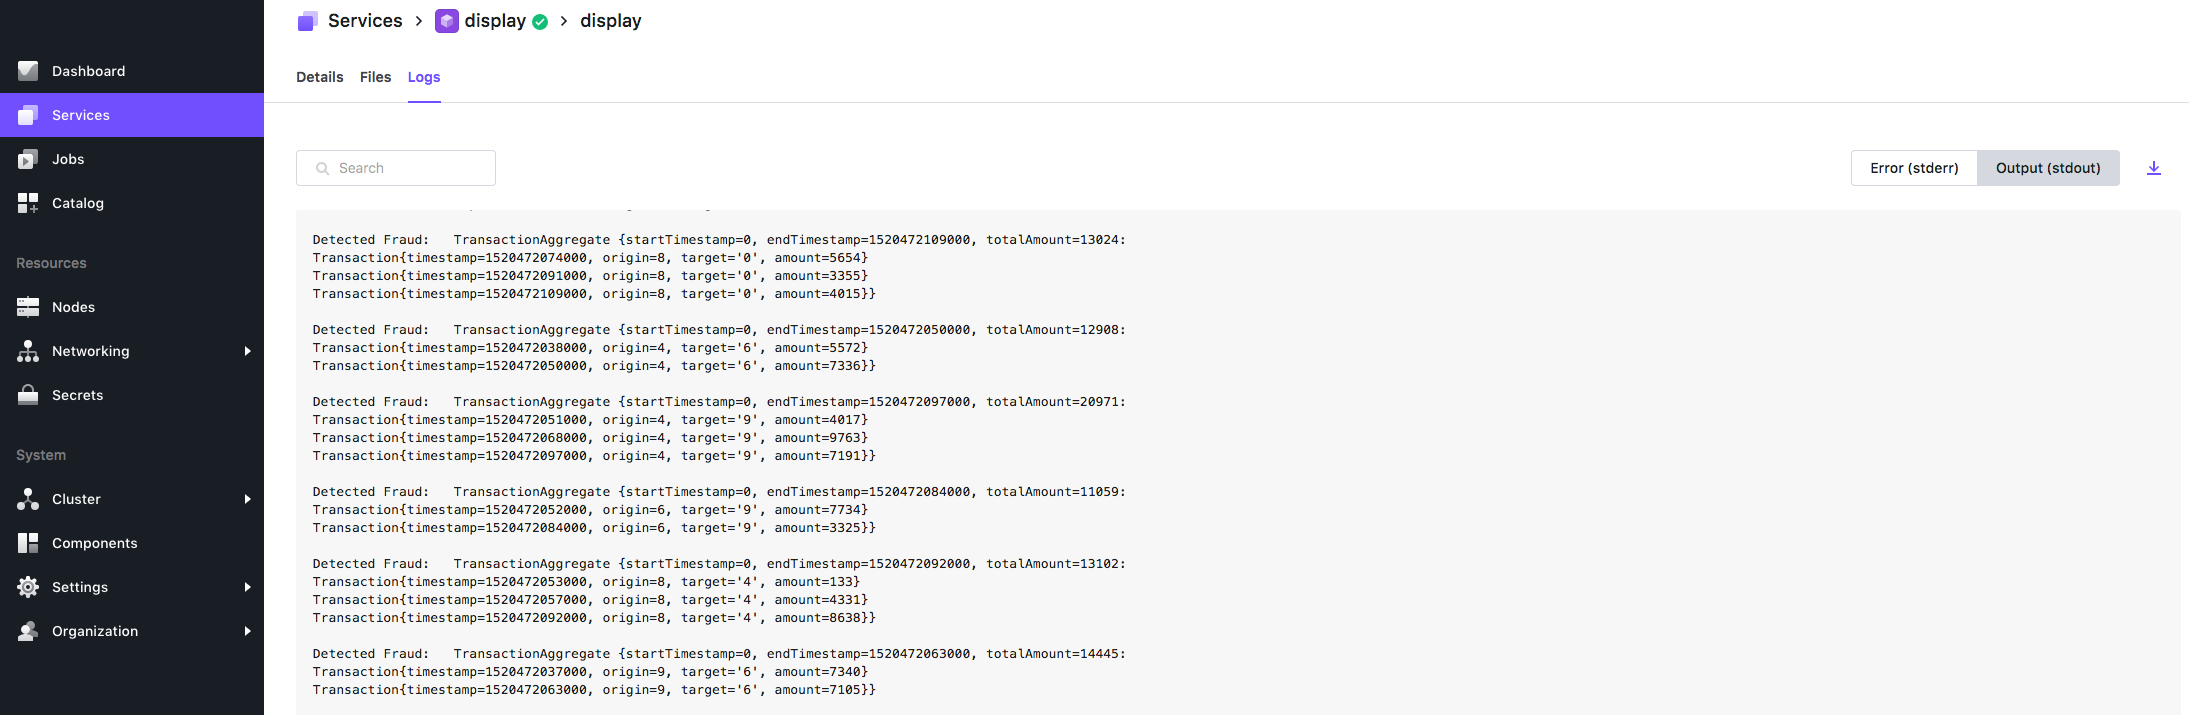 Services > display > display
Dashboard
Services
Jobs
Catalog
Resources
Nodes
Networking
Secrets
System
Cluster
Components
Settings
Organization
Details Files Logs
Search
Error (stderr) Output (stdout)
Detected Fraud:   TransactionAggregate {startTimestamp=0, endTimestamp=1520472109000, totalAmount=13024:
Transaction{timestamp=1520472074000, origin=8, target='0', amount=5654}
Transaction{timestamp=1520472091000, origin=8, target='0', amount=3355}
Transaction{timestamp=1520472109000, origin=8, target='0', amount=4015}}
Detected Fraud:   TransactionAggregate {startTimestamp=0, endTimestamp=1520472050000, totalAmount=12908:
Transaction{timestamp=1520472038000, origin=4, target='6', amount=5572}
Transaction{timestamp=1520472050000, origin=4, target='6', amount=7336}}
Detected Fraud:   TransactionAggregate {startTimestamp=0, endTimestamp=1520472097000, totalAmount=20971:
Transaction{timestamp=1520472051000, origin=4, target='9', amount=4017}
Transaction{timestamp=1520472068000, origin=4, target='9', amount=9763}
Transaction{timestamp=1520472097000, origin=4, target='9', amount=7191}}
Detected Fraud:   TransactionAggregate {startTimestamp=0, endTimestamp=1520472084000, totalAmount=11059:
Transaction{timestamp=1520472052000, origin=6, target='9', amount=7734}
Transaction{timestamp=1520472084000, origin=6, target='9', amount=3325}}
Detected Fraud:   TransactionAggregate {startTimestamp=0, endTimestamp=1520472092000, totalAmount=13102:
Transaction{timestamp=1520472053000, origin=8, target='4', amount=133}
Transaction{timestamp=1520472057000, origin=8, target='4', amount=4331}
Transaction{timestamp=1520472092000, origin=8, target='4', amount=8638}}
Detected Fraud:   TransactionAggregate {startTimestamp=0, endTimestamp=1520472063000, totalAmount=14445:
Transaction{timestamp=1520472037000, origin=9, target='6', amount=7340}
Transaction{timestamp=1520472063000, origin=9, target='6', amount=7105}}